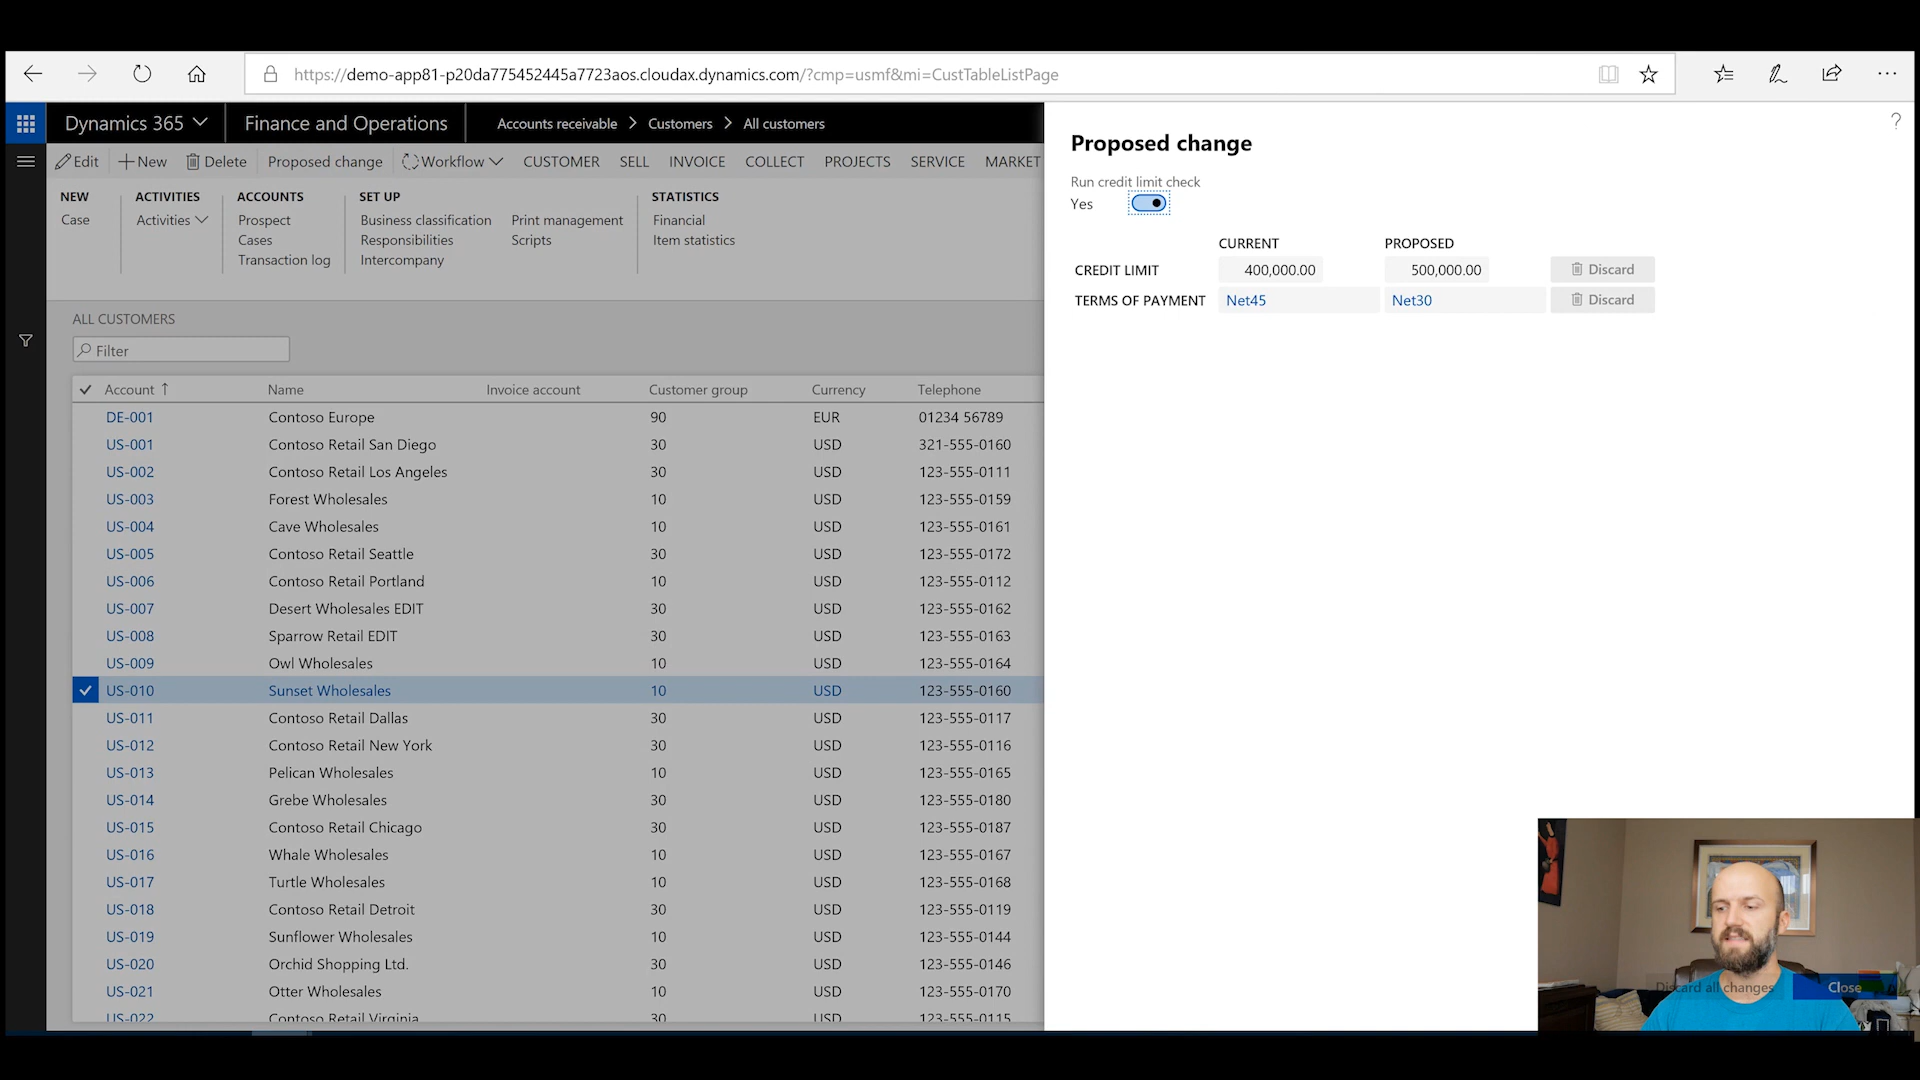 https://demo-app81-p20da775452445a7723aos.cloudax.dynamics.com/?cmp=usmf&mi=CustTableListPage
Dynamics 365 Finance and Operations Accounts receivable > Customers > All customers
?
Proposed change
Edit New Delete Proposed change Workflow CUSTOMER SELL INVOICE COLLECT PROJECTS SERVICE MARKET
Run credit limit check
Yes
NEW ACTIVITIES ACCOUNTS SET UP STATISTICS
Case Activities Prospect Business classification Print management Financial
Cases Responsibilities Scripts Item statistics
Transaction log Intercompany
CURRENT PROPOSED
CREDIT LIMIT 400,000.00 500,000.00 Discard
TERMS OF PAYMENT Net45 Net30 Discard
ALL CUSTOMERS
Filter
Account Name Invoice account Customer group Currency Telephone
DE-001 Contoso Europe 90 EUR 01234 56789
US-001 Contoso Retail San Diego 30 USD 321-555-0160
US-002 Contoso Retail Los Angeles 30 USD 123-555-0111
US-003 Forest Wholesales 10 USD 123-555-0159
US-004 Cave Wholesales 10 USD 123-555-0161
US-005 Contoso Retail Seattle 30 USD 123-555-0172
US-006 Contoso Retail Portland 10 USD 123-555-0112
US-007 Desert Wholesales EDIT 30 USD 123-555-0162
US-008 Sparrow Retail EDIT 30 USD 123-555-0163
US-009 Owl Wholesales 10 USD 123-555-0164
US-010 Sunset Wholesales 10 USD 123-555-0160
US-011 Contoso Retail Dallas 30 USD 123-555-0117
US-012 Contoso Retail New York 30 USD 123-555-0116
US-013 Pelican Wholesales 10 USD 123-555-0165
US-014 Grebe Wholesales 30 USD 123-555-0180
US-015 Contoso Retail Chicago 30 USD 123-555-0187
US-016 Whale Wholesales 10 USD 123-555-0167
US-017 Turtle Wholesales 10 USD 123-555-0168
US-018 Contoso Retail Detroit 30 USD 123-555-0119
US-019 Sunflower Wholesales 10 USD 123-555-0144
US-020 Orchid Shopping Ltd. 30 USD 123-555-0146
US-021 Otter Wholesales 10 USD 123-555-0170
US-022 Contoso Retail Virginia 30 USD 123-555-0115
Discard all changes Close